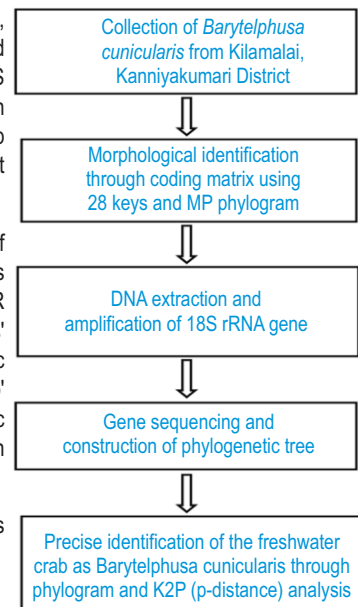 Collection of Barytelphusa
cunicularis from Kilamalai,
Kanniyakumari District
Morphological identification
through coding matrix using
28 keys and MP phylogram
DNA extraction and
amplification of 18S rRNA gene
Gene sequencing and
construction of phylogenetic tree
Precise identification of the freshwater
crab as Barytelphusa cunicularis through
phylogram and K2P (p-distance) analysis